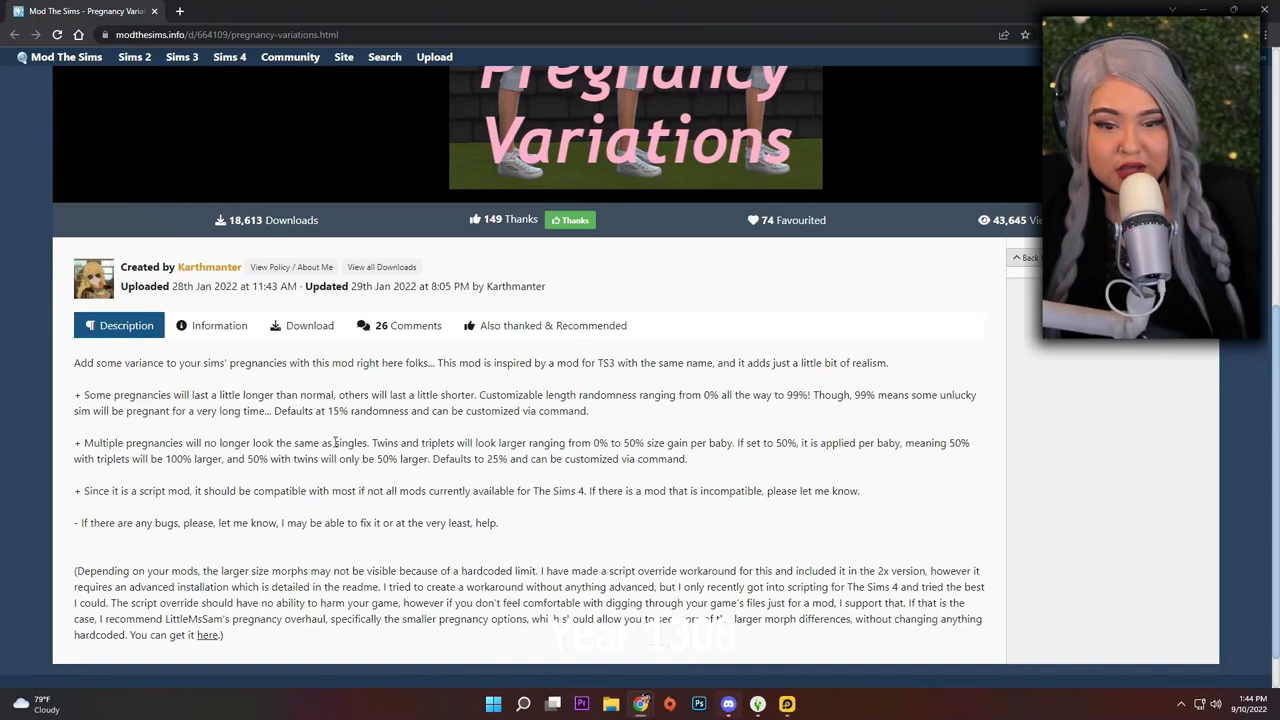 Mod The Sims - Pregnancy Varia
modthesims.info/d/664109/pregnancy-variations.html
Mod The Sims Sims 2 Sims 3 Sims 4 Community Site Search Upload
Pregnancy
Variations
18,613 Downloads 149 Thanks Thanks 74 Favourited 43,645
Created by Karthmanter View Policy / About Me View all Downloads
Uploaded 28th Jan 2022 at 11:43 AM · Updated 29th Jan 2022 at 8:05 PM by Karthmanter
Back
Description Information Download 26 Comments Also thanked & Recommended
Add some variance to your sims' pregnancies with this mod right here folks... This mod is inspired by a mod for TS3 with the same name, and it adds just a little bit of realism.
+ Some pregnancies will last a little longer than normal, others will last a little shorter. Customizable length randomness ranging from 0% all the way to 99%! Though, 99% means some unlucky
sim will be pregnant for a very long time... Defaults at 15% randomness and can be customized via command.
+ Multiple pregnancies will no longer look the same as singles. Twins and triplets will look larger ranging from 0% to 50% size gain per baby. If set to 50%, it is applied per baby, meaning 50%
with triplets will be 100% larger, and 50% with twins will only be 50% larger. Defaults to 25% and can be customized via command.
+ Since it is a script mod, it should be compatible with most if not all mods currently available for The Sims 4. If there is a mod that is incompatible, please let me know.
- If there are any bugs, please, let me know, I may be able to fix it or at the very least, help.
(Depending on your mods, the larger size morphs may not be visible because of a hardcoded limit. I have made a script override workaround for this and included it in the 2x version, however it
requires an advanced installation which is detailed in the readme. I tried to create a workaround without anything advanced, but I only recently got into scripting for The Sims 4 and tried the best
I could. The script override should have no ability to harm your game, however if you don't feel comfortable with digging through your game's files just for a mod, I support that. If that is the
case, I recommend LittleMsSam's pregnancy overhaul, specifically the smaller pregnancy options, which should allow you to see more of the larger morph differences, without changing anything
hardcoded. You can get it here.)
Year 1308
79°F
Cloudy
1:44 PM
9/10/2022